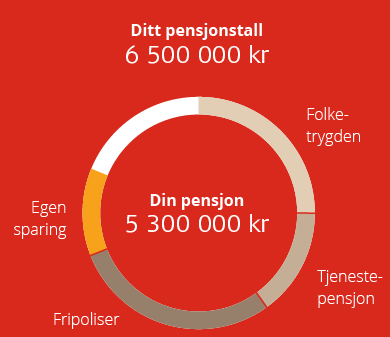 Ditt pensjonstall
6 500 000 kr
Folke-
trygden
Din pensjon
5 300 000 kr
Egen
sparing
Tjeneste-
pensjon
Fripoliser